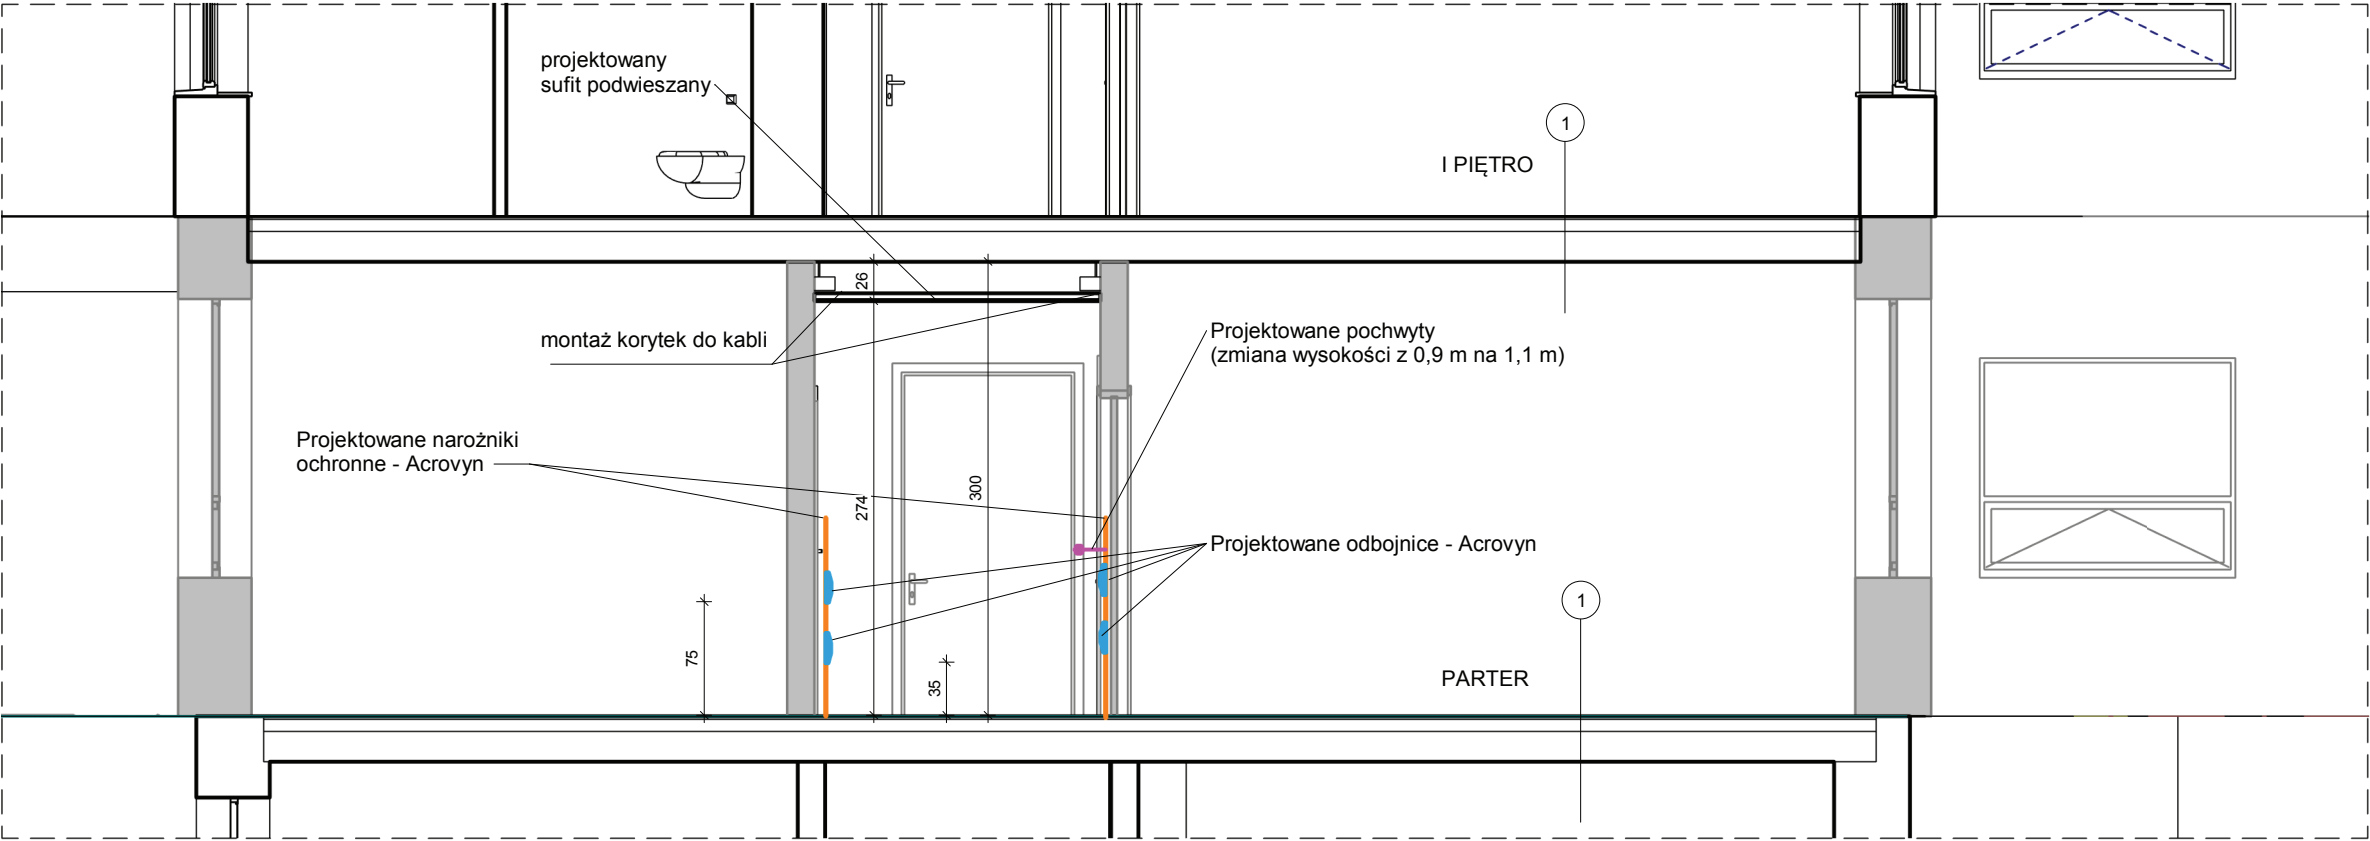 projektowany
sufit podwieszany
1
I PIĘTRO
26
montaż korytek do kabli
Projektowane pochwyty
(zmiana wysokości z 0,9 m na 1,1 m)
Projektowane narożniki
ochronne - Acrovyn
274
300
Projektowane odbojnice - Acrovyn
1
75
35
PARTER